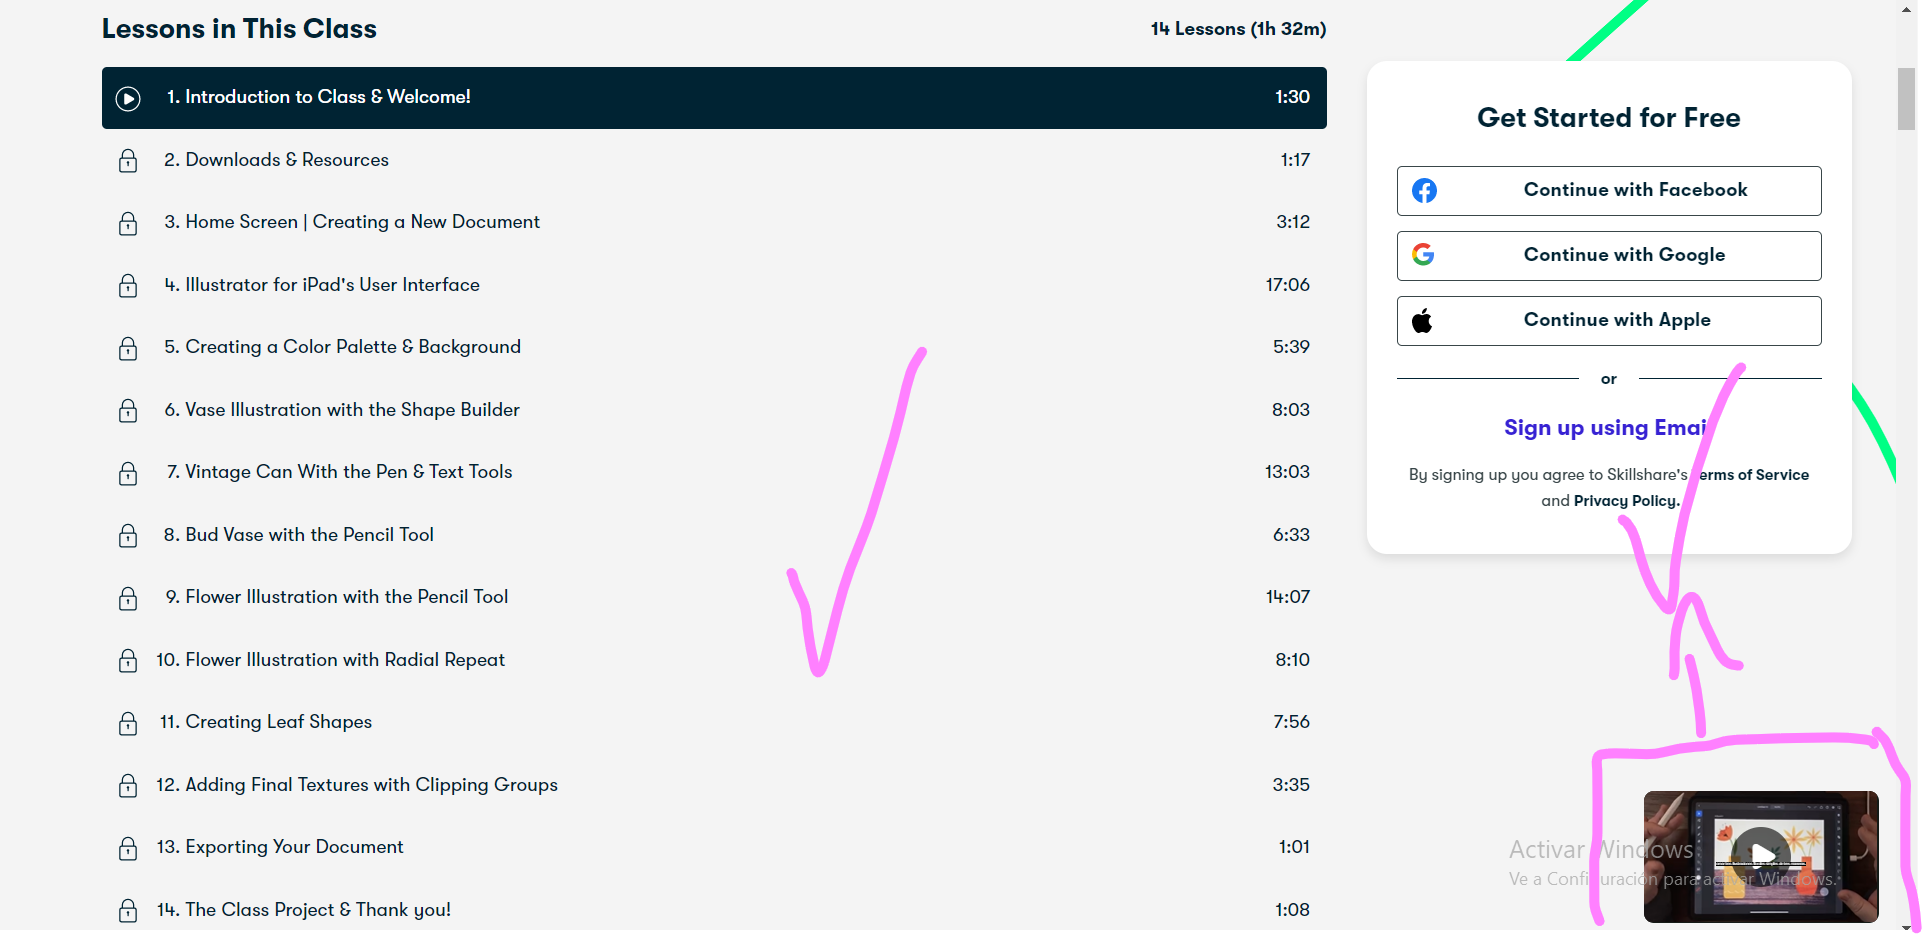 Lessons in This Class
14 Lessons (1h 32m)
1. Introduction to Class & Welcome! 1:30
2. Downloads & Resources 1:17
3. Home Screen | Creating a New Document 3:12
4. Illustrator for iPad's User Interface 17:06
5. Creating a Color Palette & Background 5:39
6. Vase Illustration with the Shape Builder 8:03
7. Vintage Can With the Pen & Text Tools 13:03
8. Bud Vase with the Pencil Tool 6:33
9. Flower Illustration with the Pencil Tool 14:07
10. Flower Illustration with Radial Repeat 8:10
11. Creating Leaf Shapes 7:56
12. Adding Final Textures with Clipping Groups 3:35
13. Exporting Your Document 1:01
14. The Class Project & Thank you! 1:08
Get Started for Free
Continue with Facebook
Continue with Google
Continue with Apple
or
Sign up using Email
By signing up you agree to Skillshare's Terms of Service
and Privacy Policy.
Activar Windows
Ve a Configuración para activar Windows.